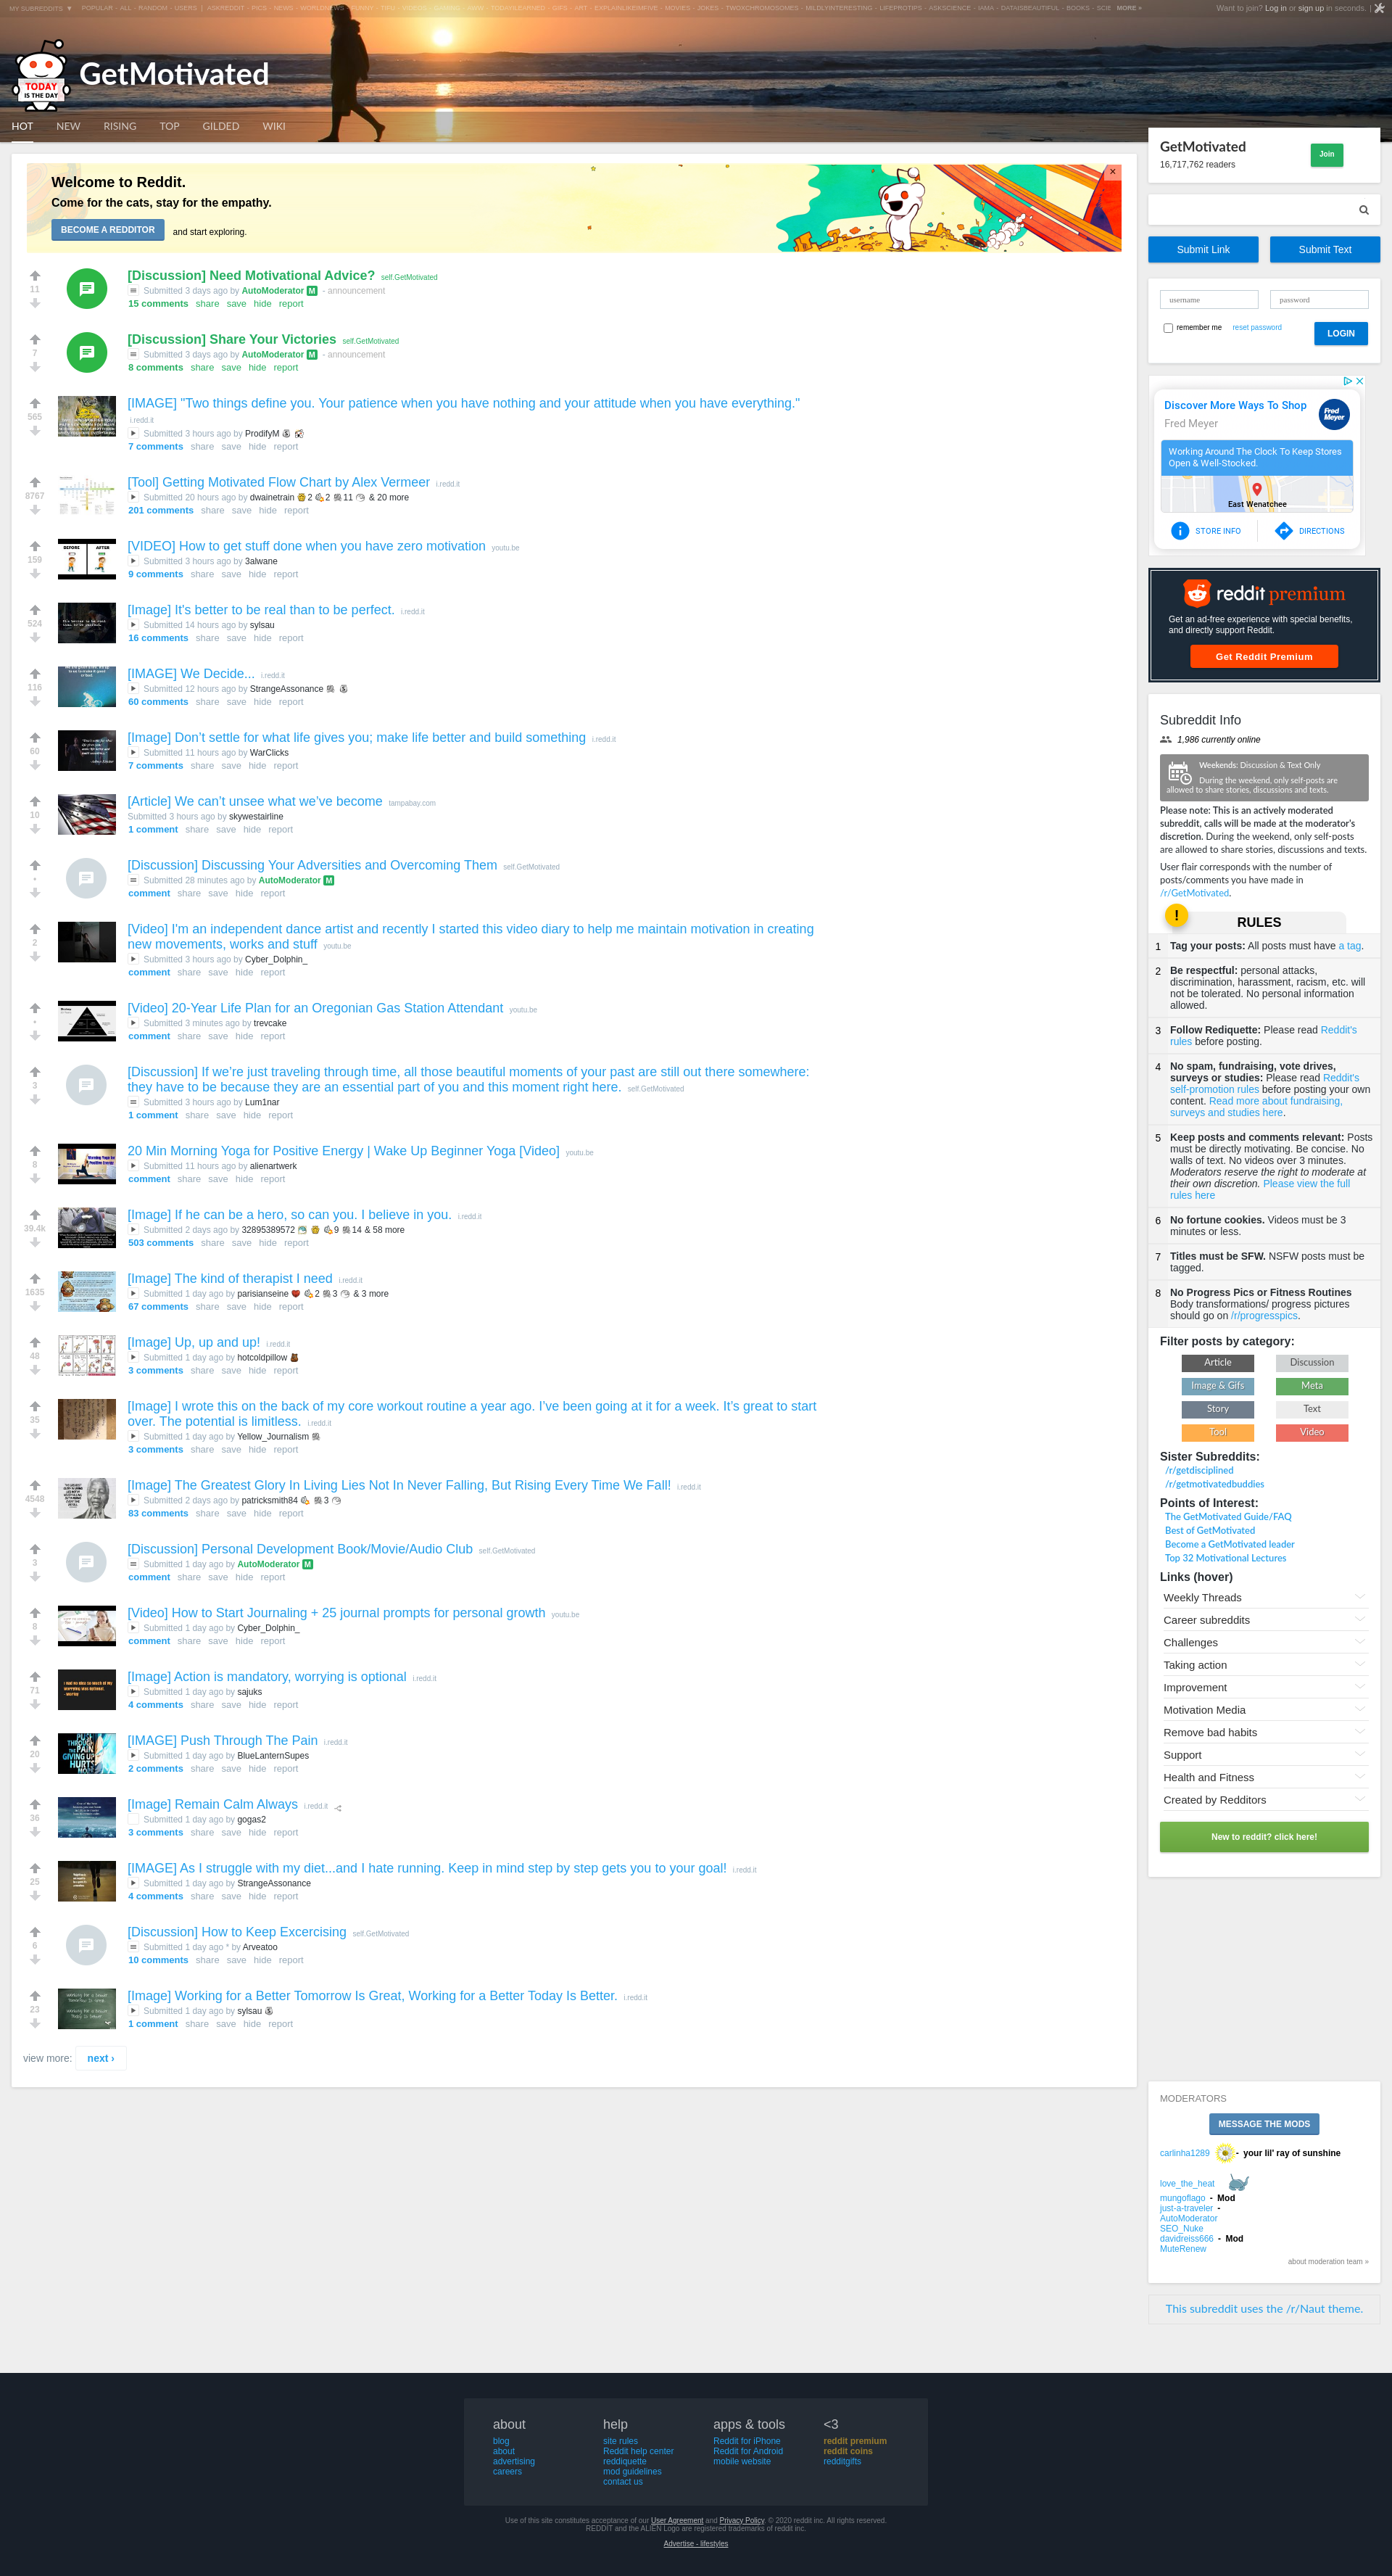 MY SUBREDDITS ▼ POPULAR - ALL - RANDOM - USERS | ASKREDDIT - PICS - NEWS - WORLDNEWS - FUNNY - TIFU - TODAYILEARNED - GIFS - ART - EXPLAINLIKEIMFIVE - MOVIES - JOKES - TWOXCHROMOSOMES - MILDLYINTERESTING - LIFEPROTIPS - ASKSCIENCE - IAMA - DATAISBEAUTIFUL - BOOKS - SCIE MORE »
Want to join? Log in or sign up in seconds. |
TODAY
IS THE DAY
GetMotivated
HOT NEW RISING TOP GILDED WIKI
Welcome to Reddit.
Come for the cats, stay for the empathy.
BECOME A REDDITOR and start exploring.
×
11
[Discussion] Need Motivational Advice? self.GetMotivated
Submitted 3 days ago by AutoModerator M - announcement
15 comments share save hide report
7
[Discussion] Share Your Victories self.GetMotivated
Submitted 3 days ago by AutoModerator M - announcement
8 comments share save hide report
565
[IMAGE] "Two things define you. Your patience when you have nothing and your attitude when you have everything."
i.redd.it
Submitted 3 hours ago by ProdifyM
7 comments share save hide report
8767
[Tool] Getting Motivated Flow Chart by Alex Vermeer i.redd.it
Submitted 20 hours ago by dwainetrain 2 2 11 & 20 more
201 comments share save hide report
159
BEFORE AFTER
[VIDEO] How to get stuff done when you have zero motivation youtu.be
Submitted 3 hours ago by 3alwane
9 comments share save hide report
524
[Image] It's better to be real than to be perfect. i.redd.it
Submitted 14 hours ago by sylsau
16 comments share save hide report
116
[IMAGE] We Decide... i.redd.it
Submitted 12 hours ago by StrangeAssonance
60 comments share save hide report
60
[Image] Don't settle for what life gives you; make life better and build something i.redd.it
Submitted 11 hours ago by WarClicks
7 comments share save hide report
10
[Article] We can't unsee what we've become tampabay.com
Submitted 3 hours ago by skywestairline
1 comment share save hide report
•
[Discussion] Discussing Your Adversities and Overcoming Them self.GetMotivated
Submitted 28 minutes ago by AutoModerator M
comment share save hide report
2
[Video] I'm an independent dance artist and recently I started this video diary to help me maintain motivation in creating
new movements, works and stuff youtu.be
Submitted 3 hours ago by Cyber_Dolphin_
comment share save hide report
•
[Video] 20-Year Life Plan for an Oregonian Gas Station Attendant youtu.be
Submitted 3 minutes ago by trevcake
comment share save hide report
3
[Discussion] If we're just traveling through time, all those beautiful moments of your past are still out there somewhere:
they have to be because they are an essential part of you and this moment right here. self.GetMotivated
Submitted 3 hours ago by Lum1nar
1 comment share save hide report
8
20 Min Morning Yoga for Positive Energy | Wake Up Beginner Yoga [Video] youtu.be
Submitted 11 hours ago by alienartwerk
comment share save hide report
39.4k
[Image] If he can be a hero, so can you. I believe in you. i.redd.it
Submitted 2 days ago by 32895389572 9 14 & 58 more
503 comments share save hide report
1635
[Image] The kind of therapist I need i.redd.it
Submitted 1 day ago by parisianseine 2 3 & 3 more
67 comments share save hide report
48
[Image] Up, up and up! i.redd.it
Submitted 1 day ago by hotcoldpillow
3 comments share save hide report
35
[Image] I wrote this on the back of my core workout routine a year ago. I've been going at it for a week. It's great to start
over. The potential is limitless. i.redd.it
Submitted 1 day ago by Yellow_Journalism
3 comments share save hide report
4548
[Image] The Greatest Glory In Living Lies Not In Never Falling, But Rising Every Time We Fall! i.redd.it
Submitted 2 days ago by patricksmith84 3
83 comments share save hide report
3
[Discussion] Personal Development Book/Movie/Audio Club self.GetMotivated
Submitted 1 day ago by AutoModerator M
comment share save hide report
8
[Video] How to Start Journaling + 25 journal prompts for personal growth youtu.be
Submitted 1 day ago by Cyber_Dolphin_
comment share save hide report
71
[Image] Action is mandatory, worrying is optional i.redd.it
Submitted 1 day ago by sajuks
4 comments share save hide report
20
THROUGH
PAIN
GIVING UP
HURTS
[IMAGE] Push Through The Pain i.redd.it
Submitted 1 day ago by BlueLanternSupes
2 comments share save hide report
36
[Image] Remain Calm Always i.redd.it
Submitted 1 day ago by gogas2
3 comments share save hide report
25
[IMAGE] As I struggle with my diet...and I hate running. Keep in mind step by step gets you to your goal! i.redd.it
Submitted 1 day ago by StrangeAssonance
4 comments share save hide report
6
[Discussion] How to Keep Excercising self.GetMotivated
Submitted 1 day ago * by Arveatoo
10 comments share save hide report
23
[Image] Working for a Better Tomorrow Is Great, Working for a Better Today Is Better. i.redd.it
Submitted 1 day ago by sylsau
1 comment share save hide report
view more: next ›
GetMotivated
16,717,762 readers
Join
Submit Link Submit Text
username password
remember me reset password LOGIN
Discover More Ways To Shop
Fred Meyer
Fred
Meyer
Working Around The Clock To Keep Stores
Open & Well-Stocked.
East Wenatchee
STORE INFO DIRECTIONS
reddit premium
Get an ad-free experience with special benefits,
and directly support Reddit.
Get Reddit Premium
Subreddit Info
1,986 currently online
Weekends: Discussion & Text Only
During the weekend, only self-posts are
allowed to share stories, discussions and texts.
Please note: This is an actively moderated
subreddit, calls will be made at the moderator's
discretion. During the weekend, only self-posts
are allowed to share stories, discussions and texts.
User flair corresponds with the number of
posts/comments you have made in
/r/GetMotivated.
! RULES
1 Tag your posts: All posts must have a tag.
2 Be respectful: personal attacks,
discrimination, harassment, racism, etc. will
not be tolerated. No personal information
allowed.
3 Follow Rediquette: Please read Reddit's
rules before posting.
4 No spam, fundraising, vote drives,
surveys or studies: Please read Reddit's
self-promotion rules before posting your own
content. Read more about fundraising,
surveys and studies here.
5 Keep posts and comments relevant: Posts
must be directly motivating. Be concise. No
walls of text. No videos over 3 minutes.
Moderators reserve the right to moderate at
their own discretion. Please view the full
rules here
6 No fortune cookies. Videos must be 3
minutes or less.
7 Titles must be SFW. NSFW posts must be
tagged.
8 No Progress Pics or Fitness Routines
Body transformations/ progress pictures
should go on /r/progresspics.
Filter posts by category:
Article Discussion
Image & Gifs Meta
Story Text
Tool Video
Sister Subreddits:
/r/getdisciplined
/r/getmotivatedbuddies
Points of Interest:
The GetMotivated Guide/FAQ
Best of GetMotivated
Become a GetMotivated leader
Top 32 Motivational Lectures
Links (hover)
Weekly Threads
Career subreddits
Challenges
Taking action
Improvement
Motivation Media
Remove bad habits
Support
Health and Fitness
Created by Redditors
New to reddit? click here!
MODERATORS
MESSAGE THE MODS
carlinha1289 - your lil' ray of sunshine
love_the_heat
mungoflago - Mod
just-a-traveler -
AutoModerator
SEO_Nuke
davidreiss666 - Mod
MuteRenew
about moderation team »
This subreddit uses the /r/Naut theme.
about
blog
about
advertising
careers
help
site rules
Reddit help center
reddiquette
mod guidelines
contact us
apps & tools
Reddit for iPhone
Reddit for Android
mobile website
<3
reddit premium
reddit coins
redditgifts
Use of this site constitutes acceptance of our User Agreement and Privacy Policy. © 2020 reddit inc. All rights reserved.
REDDIT and the ALIEN Logo are registered trademarks of reddit inc.
Advertise - lifestyles